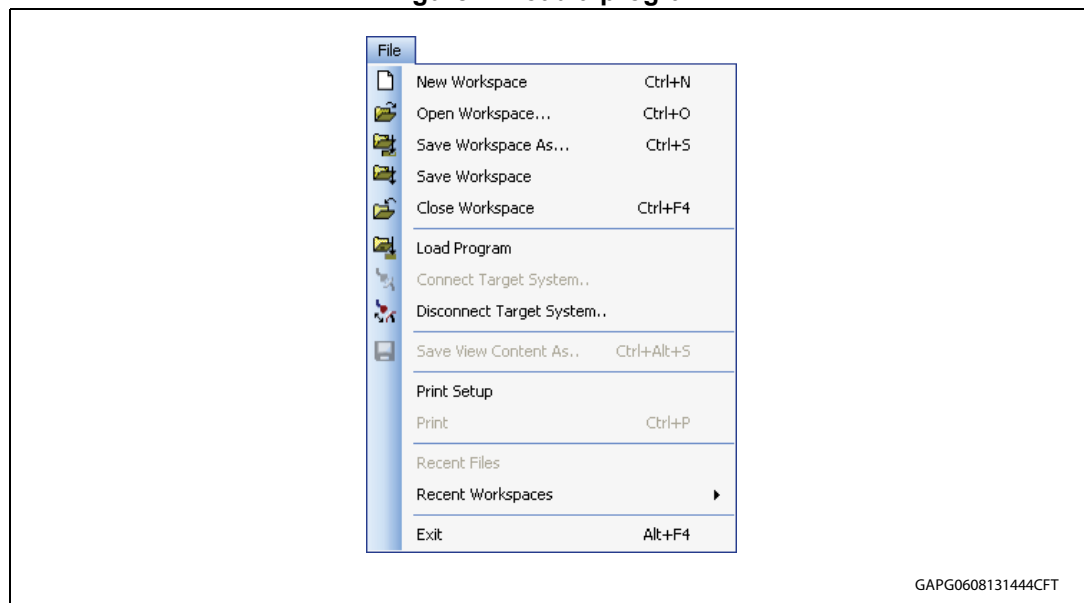 File
New Workspace Ctrl+N
Open Workspace... Ctrl+O
Save Workspace As... Ctrl+S
Save Workspace
Close Workspace Ctrl+F4
Load Program
Connect Target System..
Disconnect Target System..
Save View Content As.. Ctrl+Alt+S
Print Setup
Print Ctrl+P
Recent Files
Recent Workspaces
Exit Alt+F4
GAPG0608131444CFT